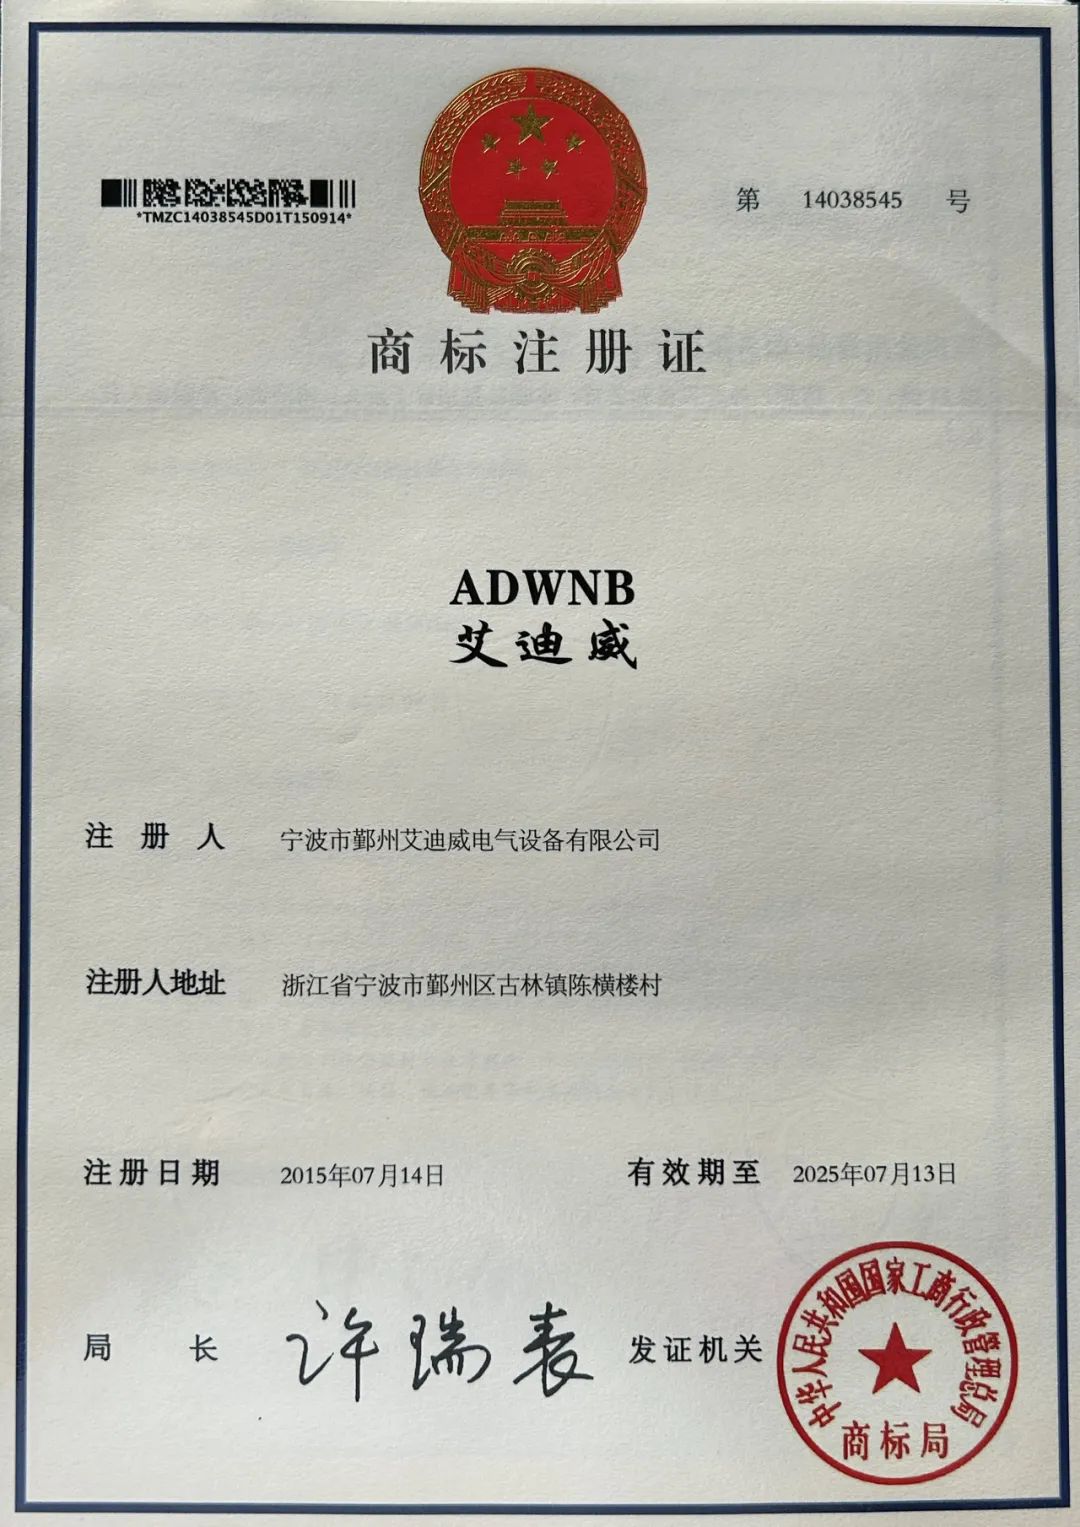 *TMZC14038545D01T150914*
第 14038545 号
商标注册证
ADWNB
艾迪威
注册人 宁波市鄞州艾迪威电气设备有限公司
注册人地址 浙江省宁波市鄞州区古林镇陈横楼村
注册日期 2015年07月14日 有效期至 2025年07月13日
局长 许瑞表 发证机关
中华人民共和国国家工商行政管理总局
商标局